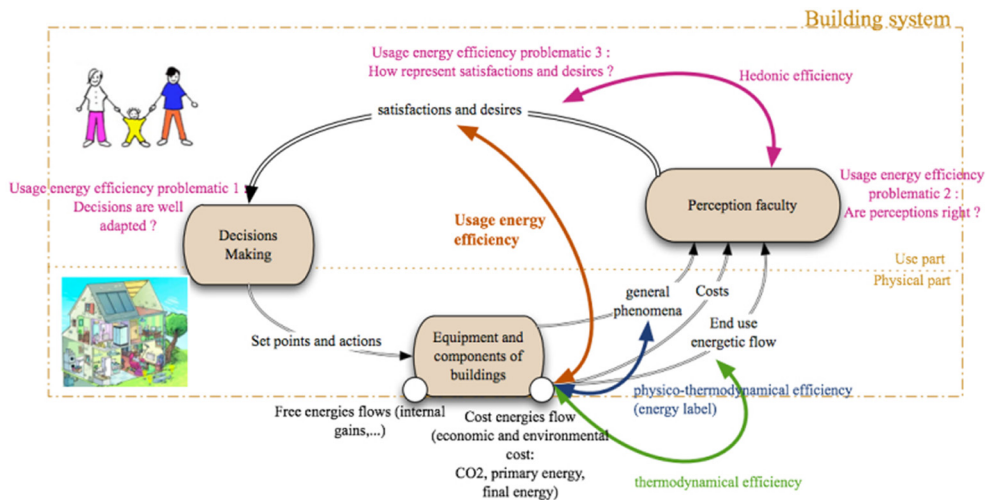 Building system
Usage energy efficiency problematic 3 :
How represent satisfactions and desires ?
Hedonic efficiency
satisfactions and desires
Usage energy efficiency problematic 1 :
Decisions are well
adapted ?
Usage energy efficiency
problematic 2 :
Are perceptions right ?
Perception faculty
Decisions
Making
Usage energy
efficiency
Use part
Physical part
general
phenomena
Costs
End use
energetic flow
Set points and actions
Equipment and
components of
buildings
physico-thermodynamical efficiency
(energy label)
Free energies flows (internal
gains,...)
Cost energies flow
(economic and environmental
cost:
CO2, primary energy,
final energy)
thermodynamical efficiency